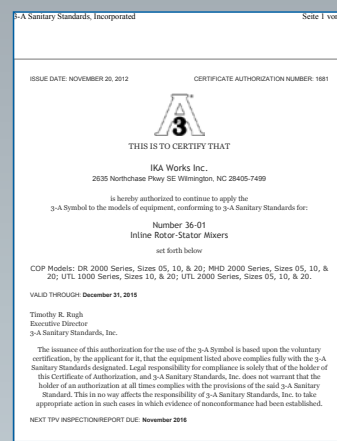 3-A Sanitary Standards, Incorporated Seite 1 von
ISSUE DATE: NOVEMBER 20, 2012 CERTIFICATE AUTHORIZATION NUMBER: 1681
A
3
THIS IS TO CERTIFY THAT
IKA Works Inc.
2635 Northchase Pkwy SE Wilmington, NC 28405-7499
is hereby authorized to continue to apply the
3-A Symbol to the models of equipment, conforming to 3-A Sanitary Standards for:
Number 36-01
Inline Rotor-Stator Mixers
set forth below
COP Models: DR 2000 Series, Sizes 05, 10, & 20; MHD 2000 Series, Sizes 05, 10, &
20; UTL 1000 Series, Sizes 10, & 20; UTL 2000 Series, Sizes 05, 10, & 20.
VALID THROUGH: December 31, 2015
Timothy R. Rugh
Executive Director
3-A Sanitary Standards, Inc.
The issuance of this authorization for the use of the 3-A Symbol is based upon the voluntary
certification, by the applicant for it, that the equipment listed above complies fully with the 3-A
Sanitary Standards designated. Legal responsibility for compliance is solely that of the holder of
this Certificate of Authorization, and 3-A Sanitary Standards, Inc. does not warrant that the
holder of an authorization at all times complies with the provisions of the said 3-A Sanitary
Standard. This in no way affects the responsibility of 3-A Sanitary Standards, Inc. to take
appropriate action in such cases in which evidence of nonconformance had been established.
NEXT TPV INSPECTION/REPORT DUE: November 2016